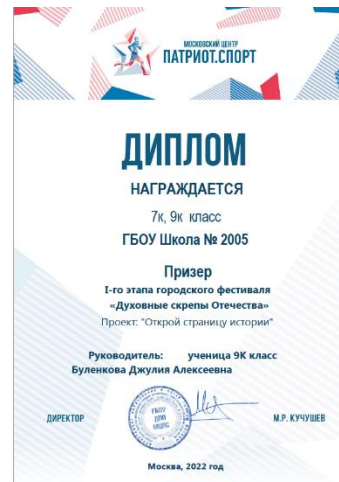 МОСКОВСКИЙ ЦЕНТР
ПАТРИОТ.СПОРТ
ДИПЛОМ
НАГРАЖДАЕТСЯ
7к, 9к класс
ГБОУ Школа № 2005
Призер
I-го этапа городского фестиваля
«Духовные скрепы Отечества»
Проект: "Открой страницу истории"
Руководитель: ученица 9К класс
Буленкова Джулия Алексеевна
ДИРЕКТОР
М.Р. КУЧУШЕВ
Москва, 2022 год